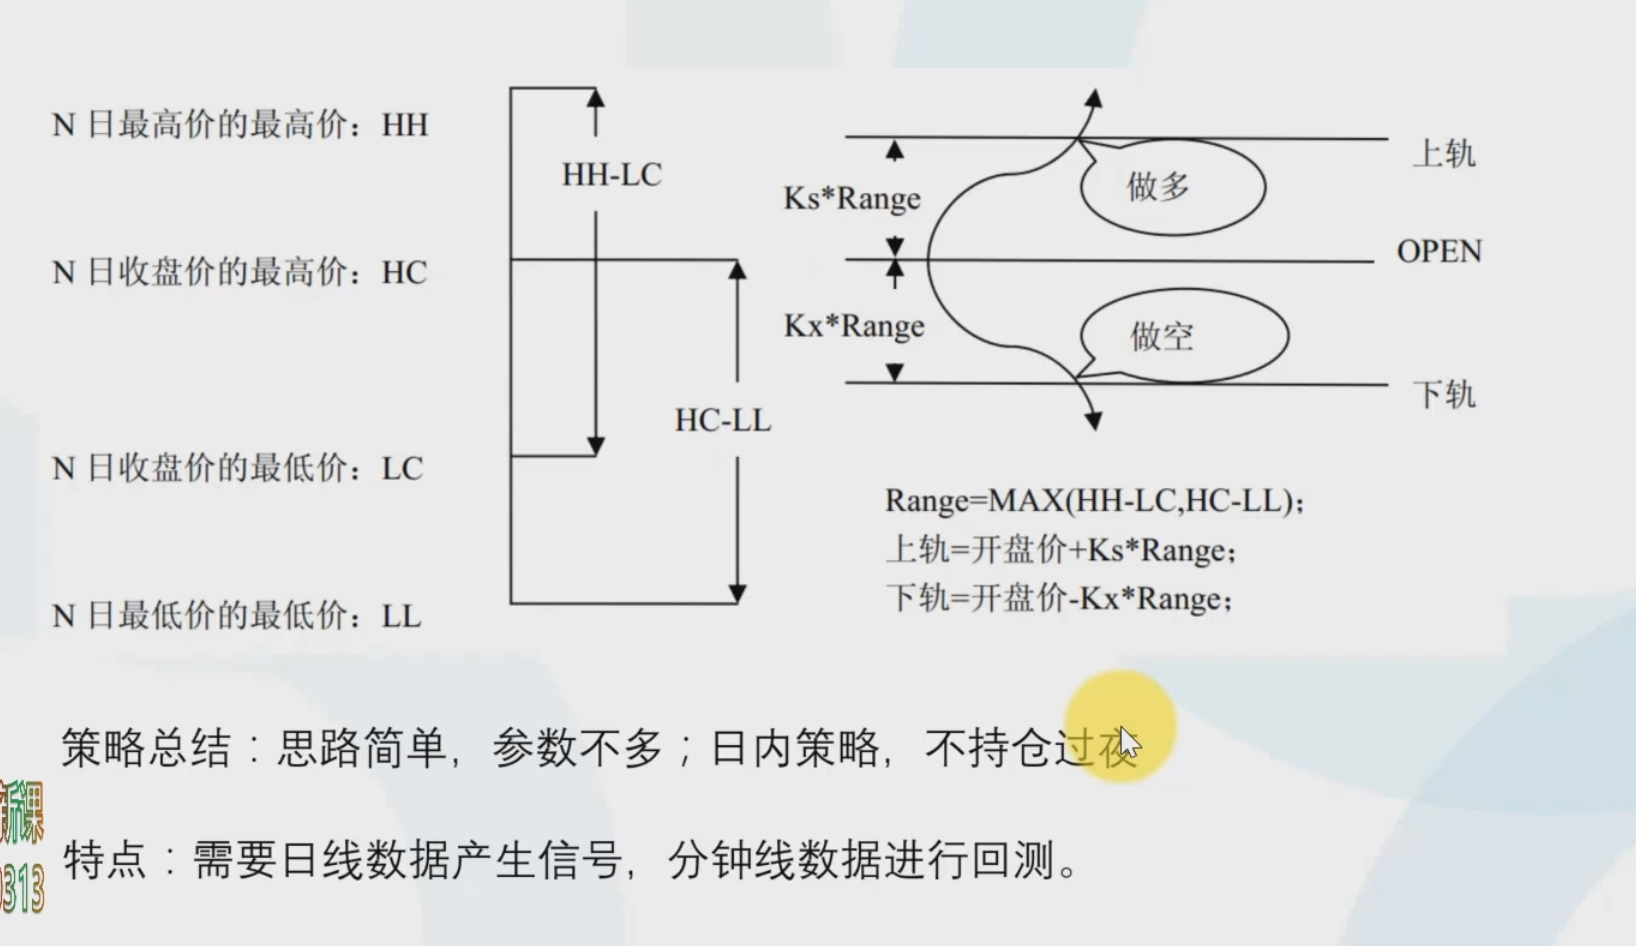 N 日最高价的最高价：HH
HH-LC
上轨
Ks*Range
做多
N 日收盘价的最高价：HC
OPEN
Kx*Range
做空
HC-LL
下轨
N 日收盘价的最低价：LC
Range=MAX(HH-LC,HC-LL)；
上轨=开盘价+Ks*Range；
下轨=开盘价-Kx*Range；
N 日最低价的最低价：LL
策略总结：思路简单，参数不多；日内策略，不持仓过夜
新课
313
特点：需要日线数据产生信号，分钟线数据进行回测。